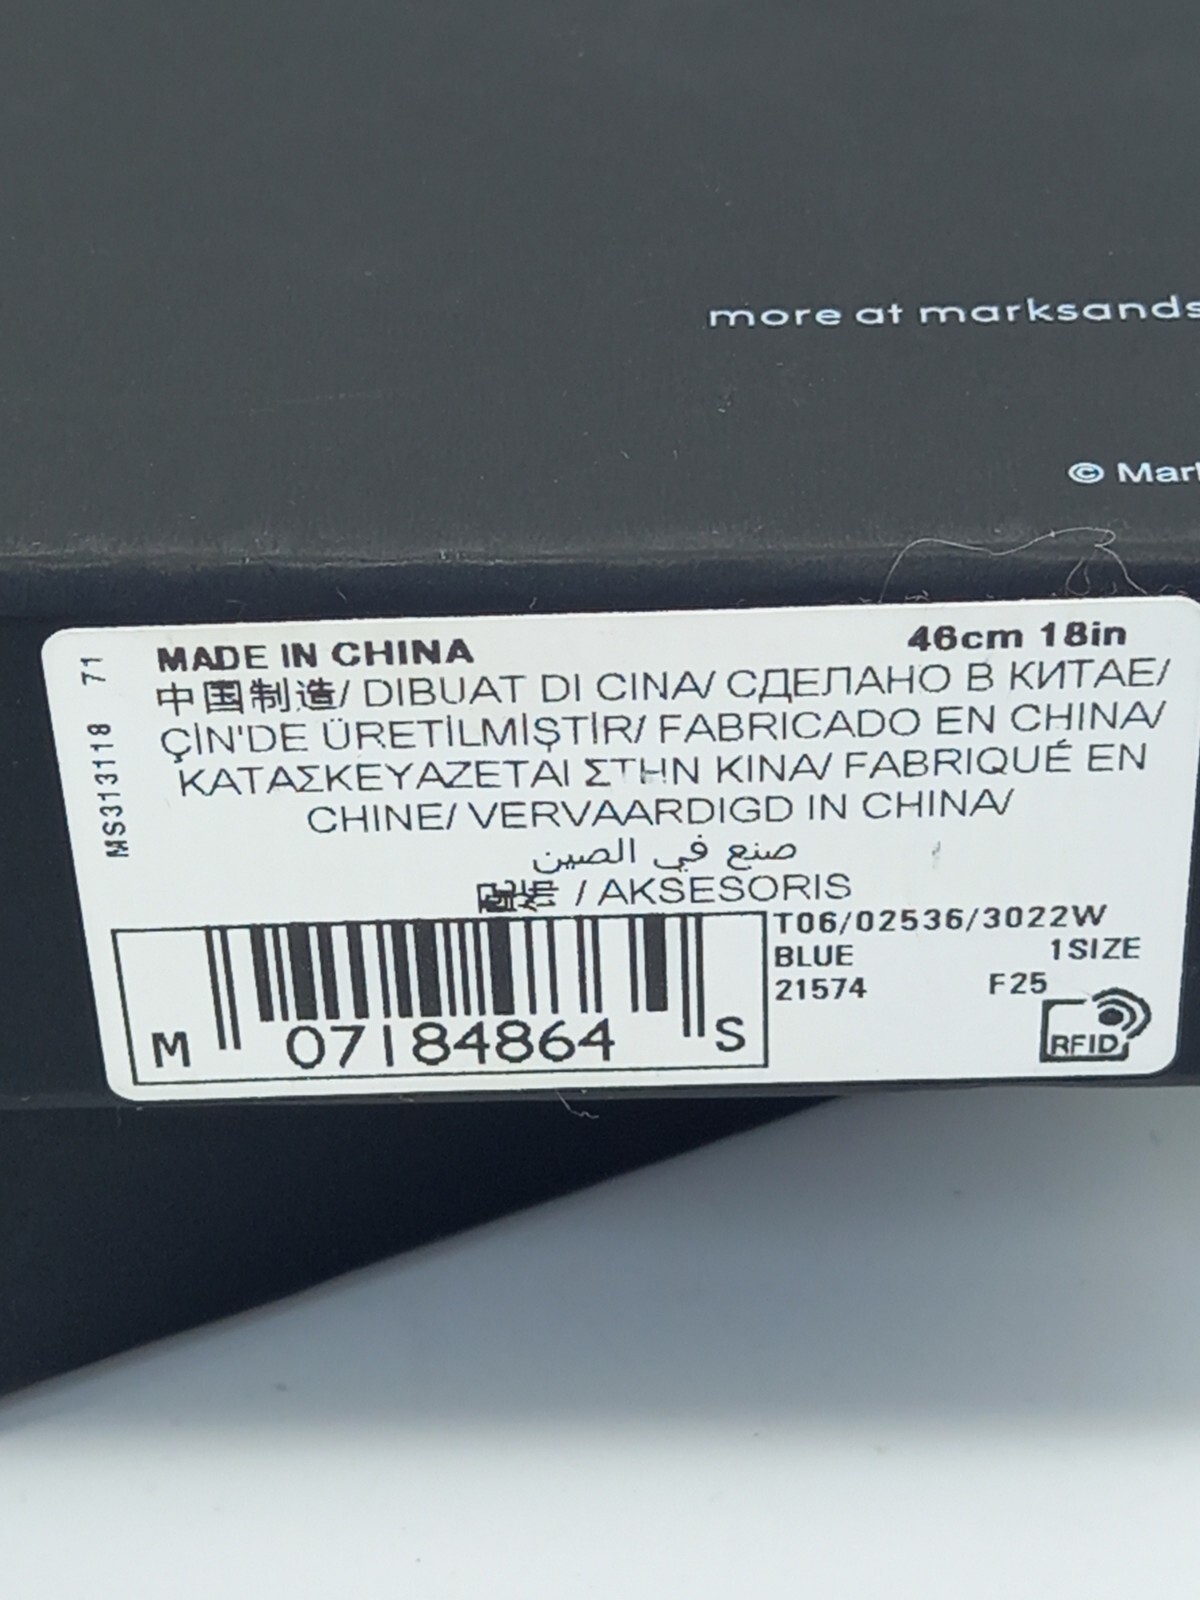 more at marksands
© Mar
MS313118 71
MADE IN CHINA 46cm 18in
中国制造/ DIBUAT DI CINA/ СДЕЛАНО В КИТАЕ/
ÇİN'DE ÜRETİLMİŞTİR/ FABRICADO EN CHINA/
ΚΑΤΑΣΚΕΥΑΖΕΤΑΙ ΣΤΗΝ ΚΙΝΑ/ FABRIQUÉ EN
CHINE/ VERVAARDIGD IN CHINA/
صنع في الصين
/ AKSESORIS
T06/02536/3022W
BLUE 1SIZE
21574 F25
M 07184864 S
RFID